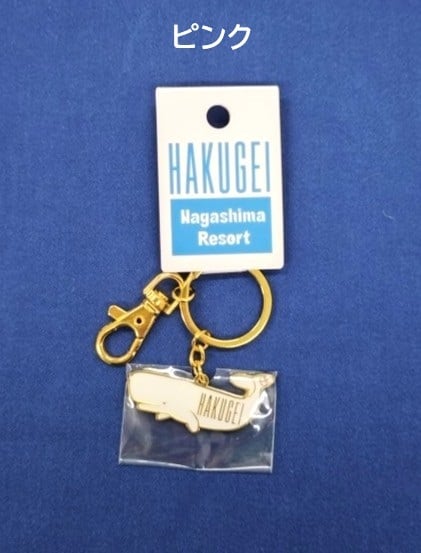 ピンク
HAKUGEI
Nagashima
Resort
HAKUGEI